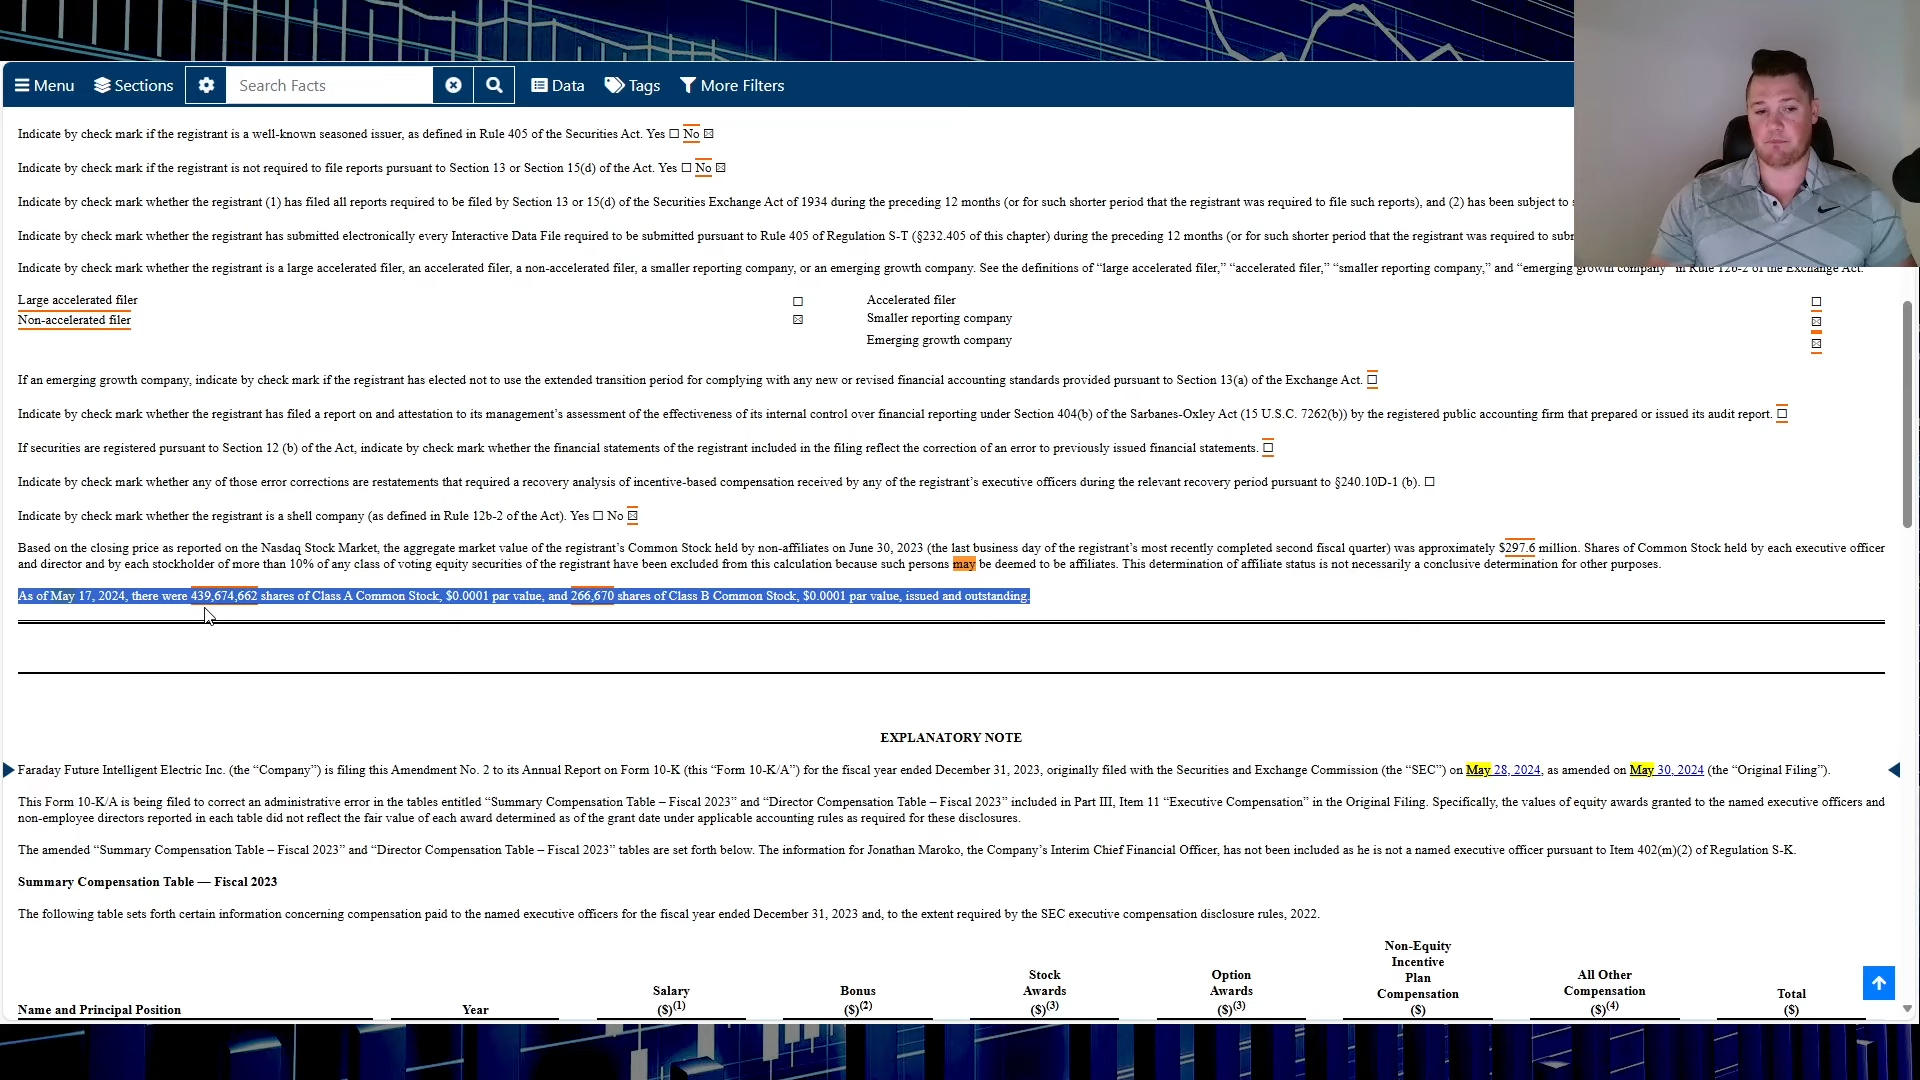 Menu Sections Search Facts Data Tags More Filters
Indicate by check mark if the registrant is a well-known seasoned issuer, as defined in Rule 405 of the Securities Act. Yes ☐ No ☒
Indicate by check mark if the registrant is not required to file reports pursuant to Section 13 or Section 15(d) of the Act. Yes ☐ No ☒
Indicate by check mark whether the registrant (1) has filed all reports required to be filed by Section 13 or 15(d) of the Securities Exchange Act of 1934 during the preceding 12 months (or for such shorter period that the registrant was required to file such reports), and (2) has been subject to
Indicate by check mark whether the registrant has submitted electronically every Interactive Data File required to be submitted pursuant to Rule 405 of Regulation S-T (§232.405 of this chapter) during the preceding 12 months (or for such shorter period that the registrant was required to
Indicate by check mark whether the registrant is a large accelerated filer, an accelerated filer, a non-accelerated filer, a smaller reporting company, or an emerging growth company. See the definitions of “large accelerated filer,” “accelerated filer,” “smaller reporting company,” and “emerging growth company” in Rule 12b-2 of the Exchange Act.
Large accelerated filer ☐ Accelerated filer ☐
Non-accelerated filer ☒ Smaller reporting company ☒
Emerging growth company ☒
If an emerging growth company, indicate by check mark if the registrant has elected not to use the extended transition period for complying with any new or revised financial accounting standards provided pursuant to Section 13(a) of the Exchange Act. ☐
Indicate by check mark whether the registrant has filed a report on and attestation to its management’s assessment of the effectiveness of its internal control over financial reporting under Section 404(b) of the Sarbanes-Oxley Act (15 U.S.C. 7262(b)) by the registered public accounting firm that prepared or issued its audit report. ☐
If securities are registered pursuant to Section 12 (b) of the Act, indicate by check mark whether the financial statements of the registrant included in the filing reflect the correction of an error to previously issued financial statements. ☐
Indicate by check mark whether any of those error corrections are restatements that required a recovery analysis of incentive-based compensation received by any of the registrant’s executive officers during the relevant recovery period pursuant to §240.10D-1 (b). ☐
Indicate by check mark whether the registrant is a shell company (as defined in Rule 12b-2 of the Act). Yes ☐ No ☒
Based on the closing price as reported on the Nasdaq Stock Market, the aggregate market value of the registrant’s Common Stock held by non-affiliates on June 30, 2023 (the last business day of the registrant’s most recently completed second fiscal quarter) was approximately $297.6 million. Shares of Common Stock held by each executive officer
and director and by each stockholder of more than 10% of any class of voting equity securities of the registrant have been excluded from this calculation because such persons may be deemed to be affiliates. This determination of affiliate status is not necessarily a conclusive determination for other purposes.
As of May 17, 2024, there were 439,674,662 shares of Class A Common Stock, $0.0001 par value, and 266,670 shares of Class B Common Stock, $0.0001 par value, issued and outstanding.
EXPLANATORY NOTE
Faraday Future Intelligent Electric Inc. (the “Company”) is filing this Amendment No. 2 to its Annual Report on Form 10-K (this “Form 10-K/A”) for the fiscal year ended December 31, 2023, originally filed with the Securities and Exchange Commission (the “SEC”) on May 28, 2024, as amended on May 30, 2024 (the “Original Filing”).
This Form 10-K/A is being filed to correct an administrative error in the tables entitled “Summary Compensation Table – Fiscal 2023” and “Director Compensation Table – Fiscal 2023” included in Part III, Item 11 “Executive Compensation” in the Original Filing. Specifically, the values of equity awards granted to the named executive officers and
non-employee directors reported in each table did not reflect the fair value of each award determined as of the grant date under applicable accounting rules as required for these disclosures.
The amended “Summary Compensation Table – Fiscal 2023” and “Director Compensation Table – Fiscal 2023” tables are set forth below. The information for Jonathan Maroko, the Company’s Interim Chief Financial Officer, has not been included as he is not a named executive officer pursuant to Item 402(m)(2) of Regulation S-K.
Summary Compensation Table — Fiscal 2023
The following table sets forth certain information concerning compensation paid to the named executive officers for the fiscal year ended December 31, 2023 and, to the extent required by the SEC executive compensation disclosure rules, 2022.
Non-Equity
Incentive
Stock Option Plan All Other
Salary Bonus Awards Awards Compensation Compensation Total
Name and Principal Position Year ($)(1) ($)(2) ($)(3) ($)(3) ($) ($)(4) ($)